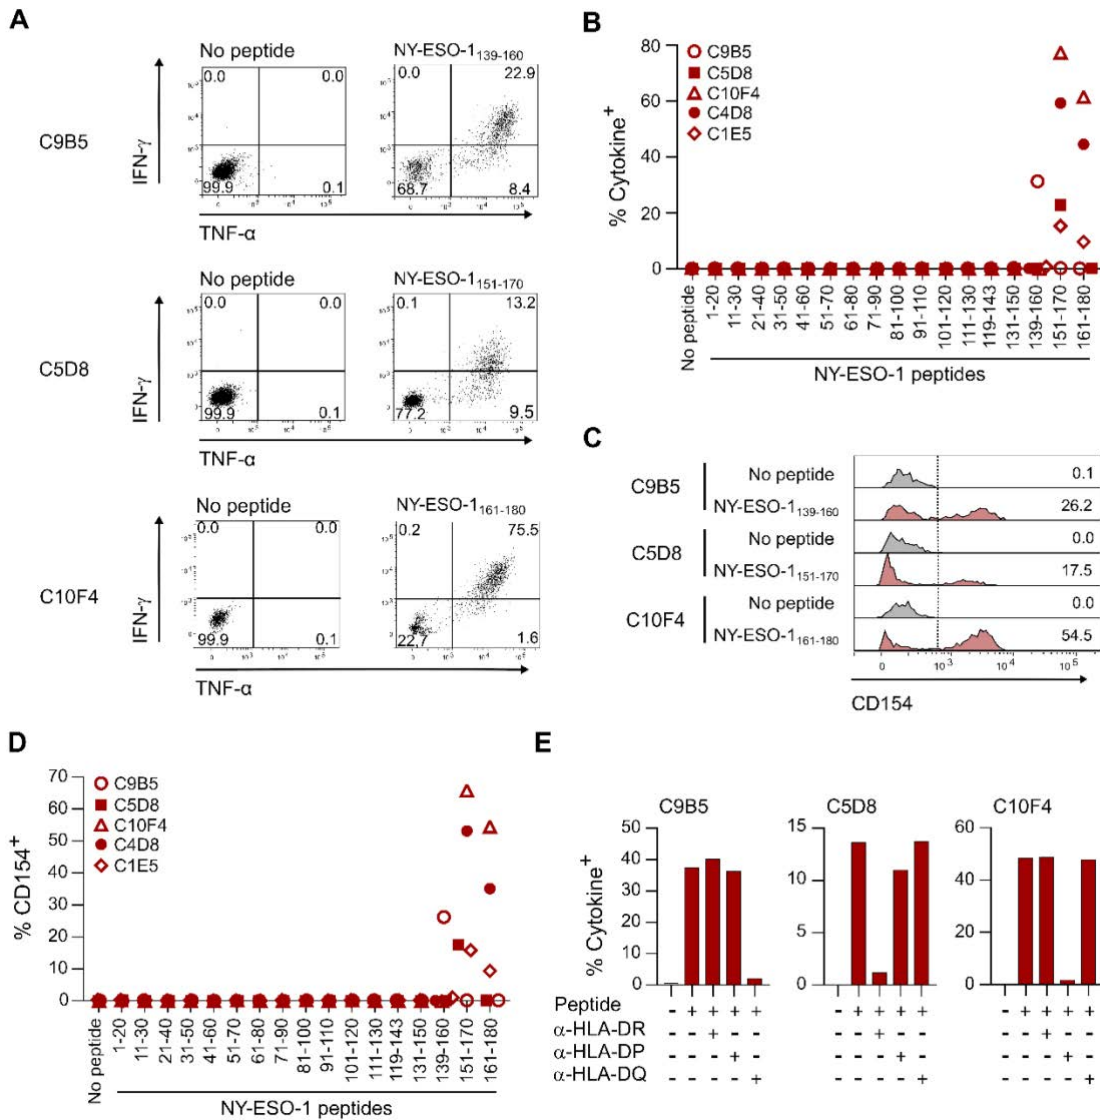 A
No peptide
NY-ESO-1139-160
0.0 0.0
0.0 22.9
C9B5
IFN-γ
99.9 0.1
68.7 8.4
TNF-α
No peptide
NY-ESO-1151-170
0.0 0.0
0.1 13.2
C5D8
IFN-γ
99.9 0.1
77.2 9.5
TNF-α
No peptide
NY-ESO-1161-180
0.0 0.0
0.2 75.5
C10F4
IFN-γ
99.9 0.1
22.7 1.6
TNF-α
B
% Cytokine+
80
60
40
20
0
C9B5
C5D8
C10F4
C4D8
C1E5
No peptide
1-20
11-30
21-40
31-50
41-60
51-70
61-80
71-90
81-100
91-110
101-120
111-130
119-143
131-150
139-160
151-170
161-180
NY-ESO-1 peptides
C
C9B5
No peptide 0.1
NY-ESO-1139-160 26.2
C5D8
No peptide 0.0
NY-ESO-1151-170 17.5
C10F4
No peptide 0.0
NY-ESO-1161-180 54.5
0 10³ 10⁴ 10⁵
CD154
D
% CD154+
70
60
50
40
30
20
10
0
C9B5
C5D8
C10F4
C4D8
C1E5
No peptide
1-20
11-30
21-40
31-50
41-60
51-70
61-80
71-90
81-100
91-110
101-120
111-130
119-143
131-150
139-160
151-170
161-180
NY-ESO-1 peptides
E
C9B5
C5D8
C10F4
% Cytokine+
50
40
30
20
10
0
15
10
5
0
60
40
20
0
Peptide - + + + + - + + + + - + + + +
α-HLA-DR - - + - - - - + - - - - + - -
α-HLA-DP - - - + - - - - + - - - - + -
α-HLA-DQ - - - - + - - - - + - - - - +